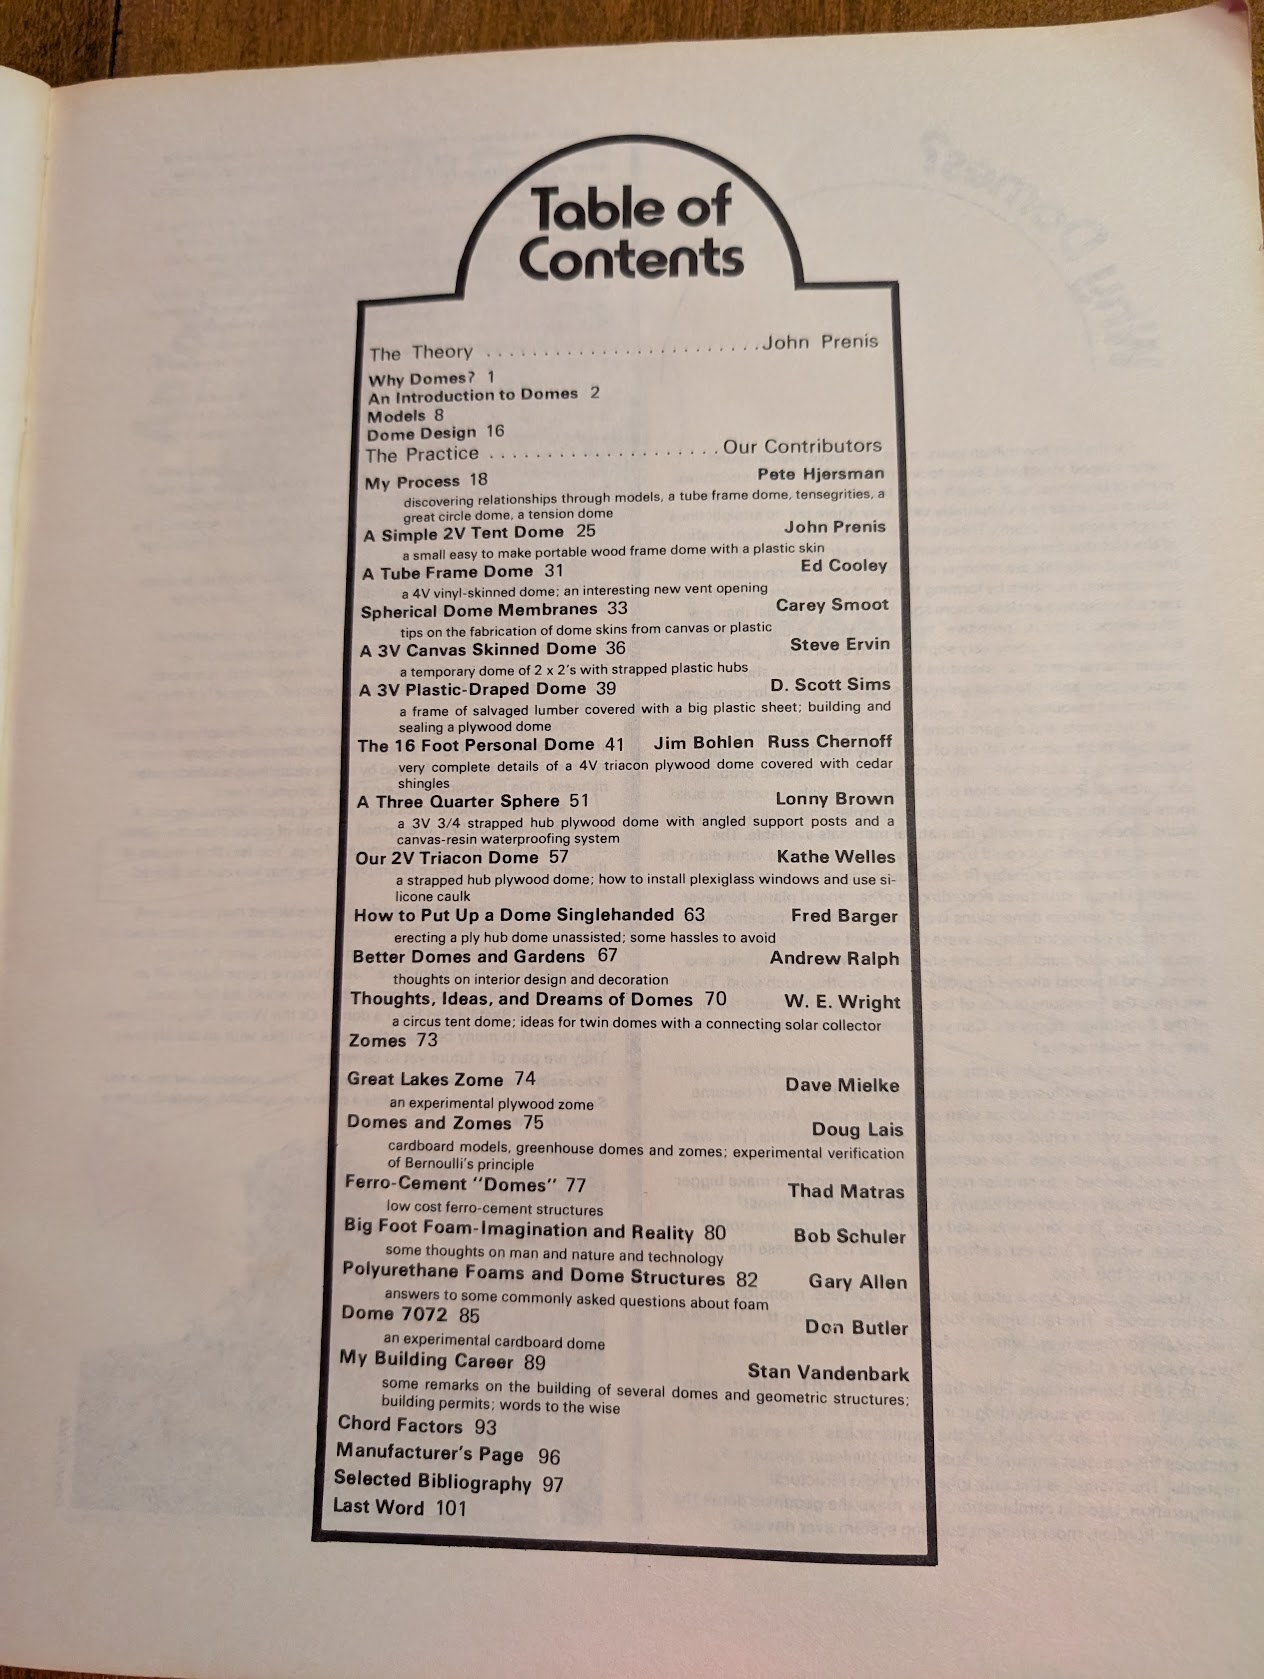 Table of
Contents
The Theory . . . . . . . . . . . . . . . . . . . . . . . . John Prenis
Why Domes? 1
An Introduction to Domes 2
Models 8
Dome Design 16
The Practice . . . . . . . . . . . . . . . . . . . . Our Contributors
My Process 18 Pete Hjersman
discovering relationships through models, a tube frame dome, tensegrities, a
great circle dome, a tension dome
A Simple 2V Tent Dome 25 John Prenis
a small easy to make portable wood frame dome with a plastic skin
A Tube Frame Dome 31 Ed Cooley
a 4V vinyl-skinned dome; an interesting new vent opening
Spherical Dome Membranes 33 Carey Smoot
tips on the fabrication of dome skins from canvas or plastic
A 3V Canvas Skinned Dome 36 Steve Ervin
a temporary dome of 2 x 2's with strapped plastic hubs
A 3V Plastic-Draped Dome 39 D. Scott Sims
a frame of salvaged lumber covered with a big plastic sheet; building and
sealing a plywood dome
The 16 Foot Personal Dome 41 Jim Bohlen Russ Chernoff
very complete details of a 4V triacon plywood dome covered with cedar
shingles
A Three Quarter Sphere 51 Lonny Brown
a 3V 3/4 strapped hub plywood dome with angled support posts and a
canvas-resin waterproofing system
Our 2V Triacon Dome 57 Kathe Welles
a strapped hub plywood dome; how to install plexiglass windows and use si-
licone caulk
How to Put Up a Dome Singlehanded 63 Fred Barger
erecting a ply hub dome unassisted; some hassles to avoid
Better Domes and Gardens 67 Andrew Ralph
thoughts on interior design and decoration
Thoughts, Ideas, and Dreams of Domes 70 W. E. Wright
a circus tent dome; ideas for twin domes with a connecting solar collector
Zomes 73
Great Lakes Zome 74 Dave Mielke
an experimental plywood zome
Domes and Zomes 75 Doug Lais
cardboard models, greenhouse domes and zomes; experimental verification
of Bernoulli's principle
Ferro-Cement "Domes" 77 Thad Matras
low cost ferro-cement structures
Big Foot Foam-Imagination and Reality 80 Bob Schuler
some thoughts on man and nature and technology
Polyurethane Foams and Dome Structures 82 Gary Allen
answers to some commonly asked questions about foam
Dome 7072 85 Don Butler
an experimental cardboard dome
My Building Career 89 Stan Vandenbark
some remarks on the building of several domes and geometric structures;
building permits; words to the wise
Chord Factors 93
Manufacturer's Page 96
Selected Bibliography 97
Last Word 101